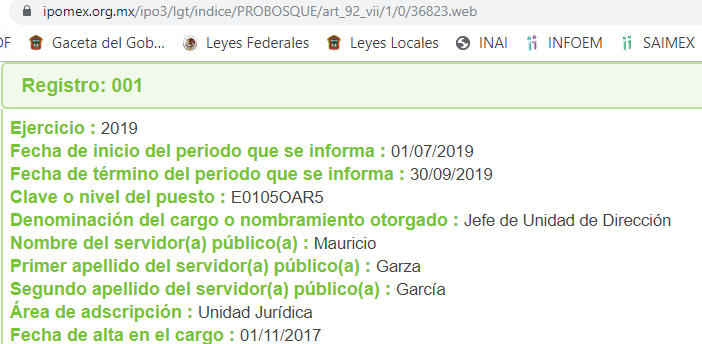 ipomex.org.mx/ipo3/lgt/indice/PROBOSQUE/art_92_vii/1/0/36823.web
OF Gaceta del Gob... Leyes Federales Leyes Locales INAI INFOEM SAIMEX
Registro: 001
Ejercicio : 2019
Fecha de inicio del periodo que se informa : 01/07/2019
Fecha de término del periodo que se informa : 30/09/2019
Clave o nivel del puesto : E0105OAR5
Denominación del cargo o nombramiento otorgado : Jefe de Unidad de Dirección
Nombre del servidor(a) público(a) : Mauricio
Primer apellido del servidor(a) público(a) : Garza
Segundo apellido del servidor(a) público(a) : García
Área de adscripción : Unidad Jurídica
Fecha de alta en el cargo : 01/11/2017